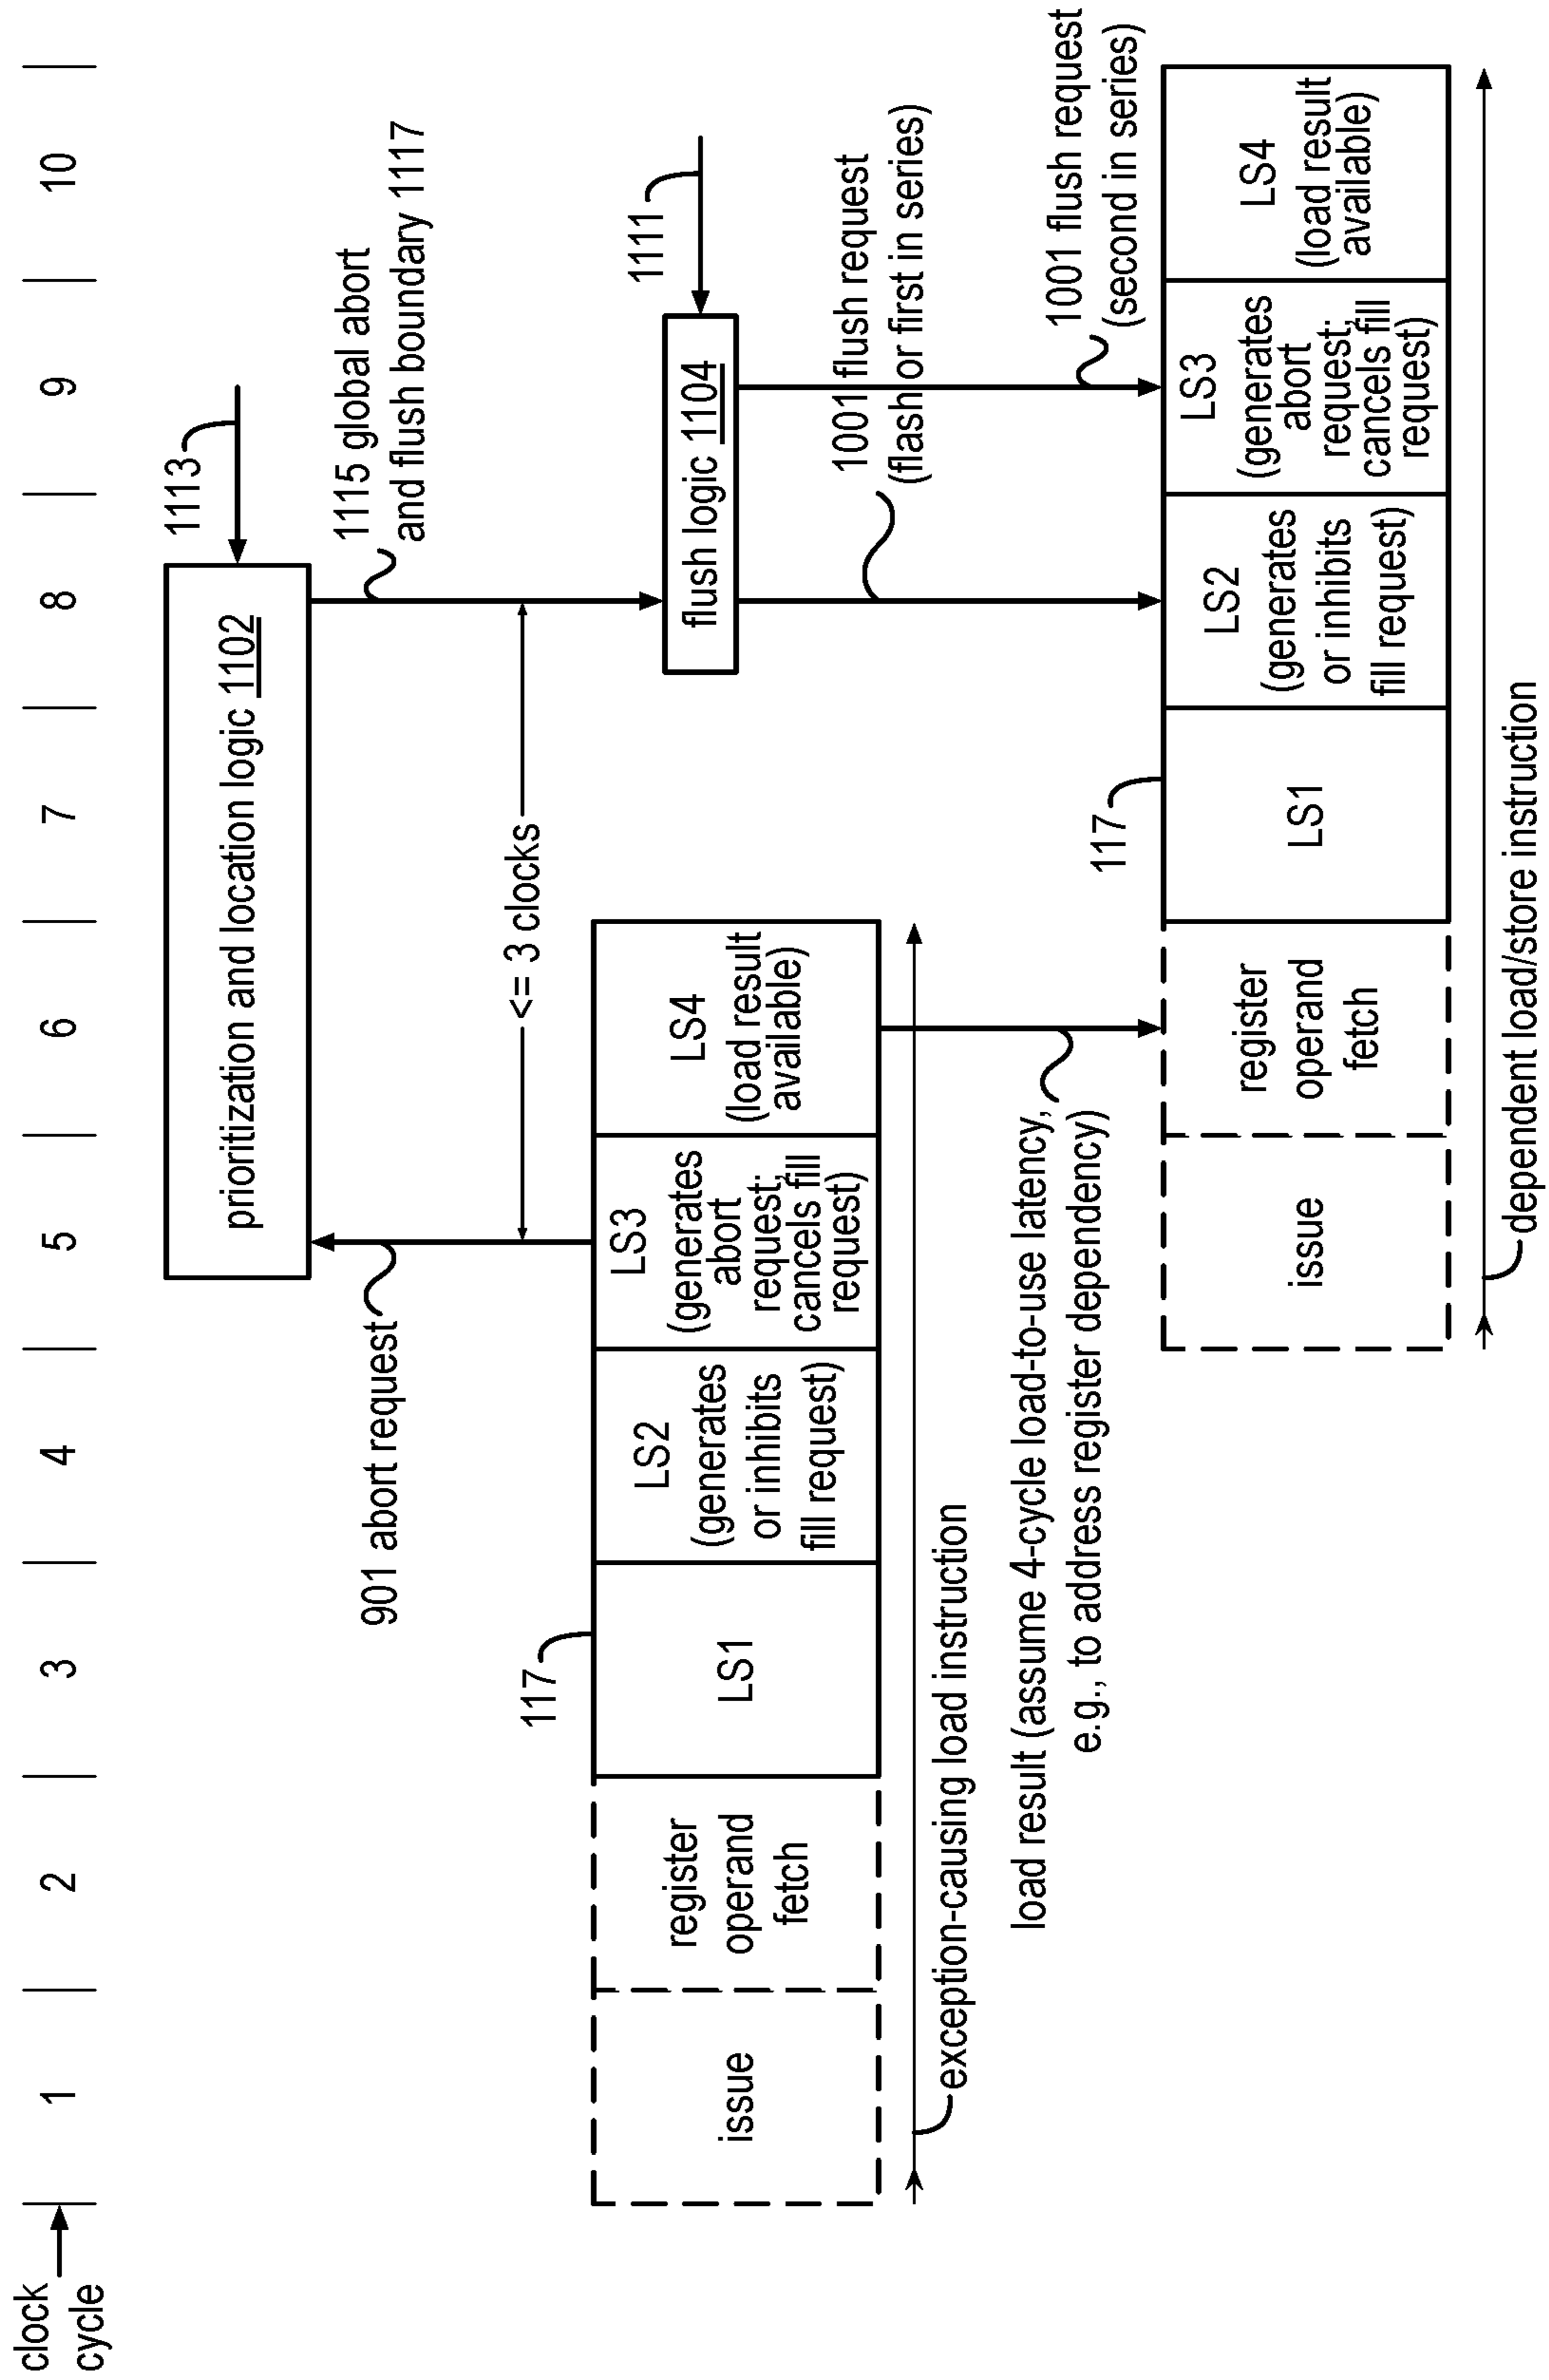 clock
cycle
1
2
3
4
5
6
7
8
9
10
prioritization and location logic 1102
1113
901 abort request
1115 global abort
and flush boundary 1117
<= 3 clocks
117
issue
register
operand
fetch
LS1
LS2
(generates
or inhibits
fill request)
LS3
(generates
abort
request;
cancels fill
request)
LS4
(load result
available)
exception-causing load instruction
flush logic 1104
1111
1001 flush request
(flash or first in series)
1001 flush request
(second in series)
load result (assume 4-cycle load-to-use latency,
e.g., to address register dependency)
117
issue
register
operand
fetch
LS1
LS2
(generates
or inhibits
fill request)
LS3
(generates
abort
request;
cancels fill
request)
LS4
(load result
available)
dependent load/store instruction